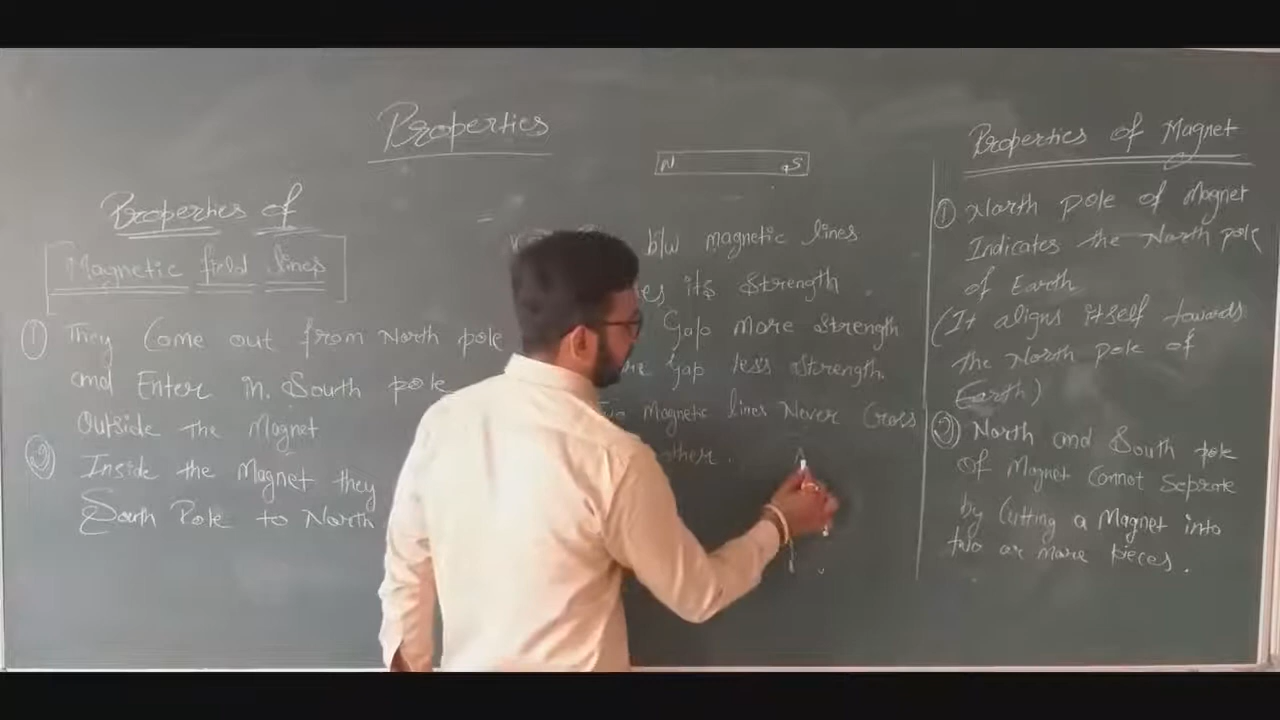 Properties
Properties of
Magnetic field lines
① They Come out from North pole
and Enter in South pole
Outside the Magnet
② Inside the Magnet they
South Pole to North
N S
b/w magnetic lines
its Strength
Gap more Strength
Gap less Strength.
Magnetic lines Never Cross
other.
Properties of Magnet
① North pole of Magnet
Indicates the North pole
of Earth
(It aligns itself towards
the North pole of
Earth)
② North and South pole
of Magnet Connot Seprate
by Cutting a Magnet into
two or more pieces.